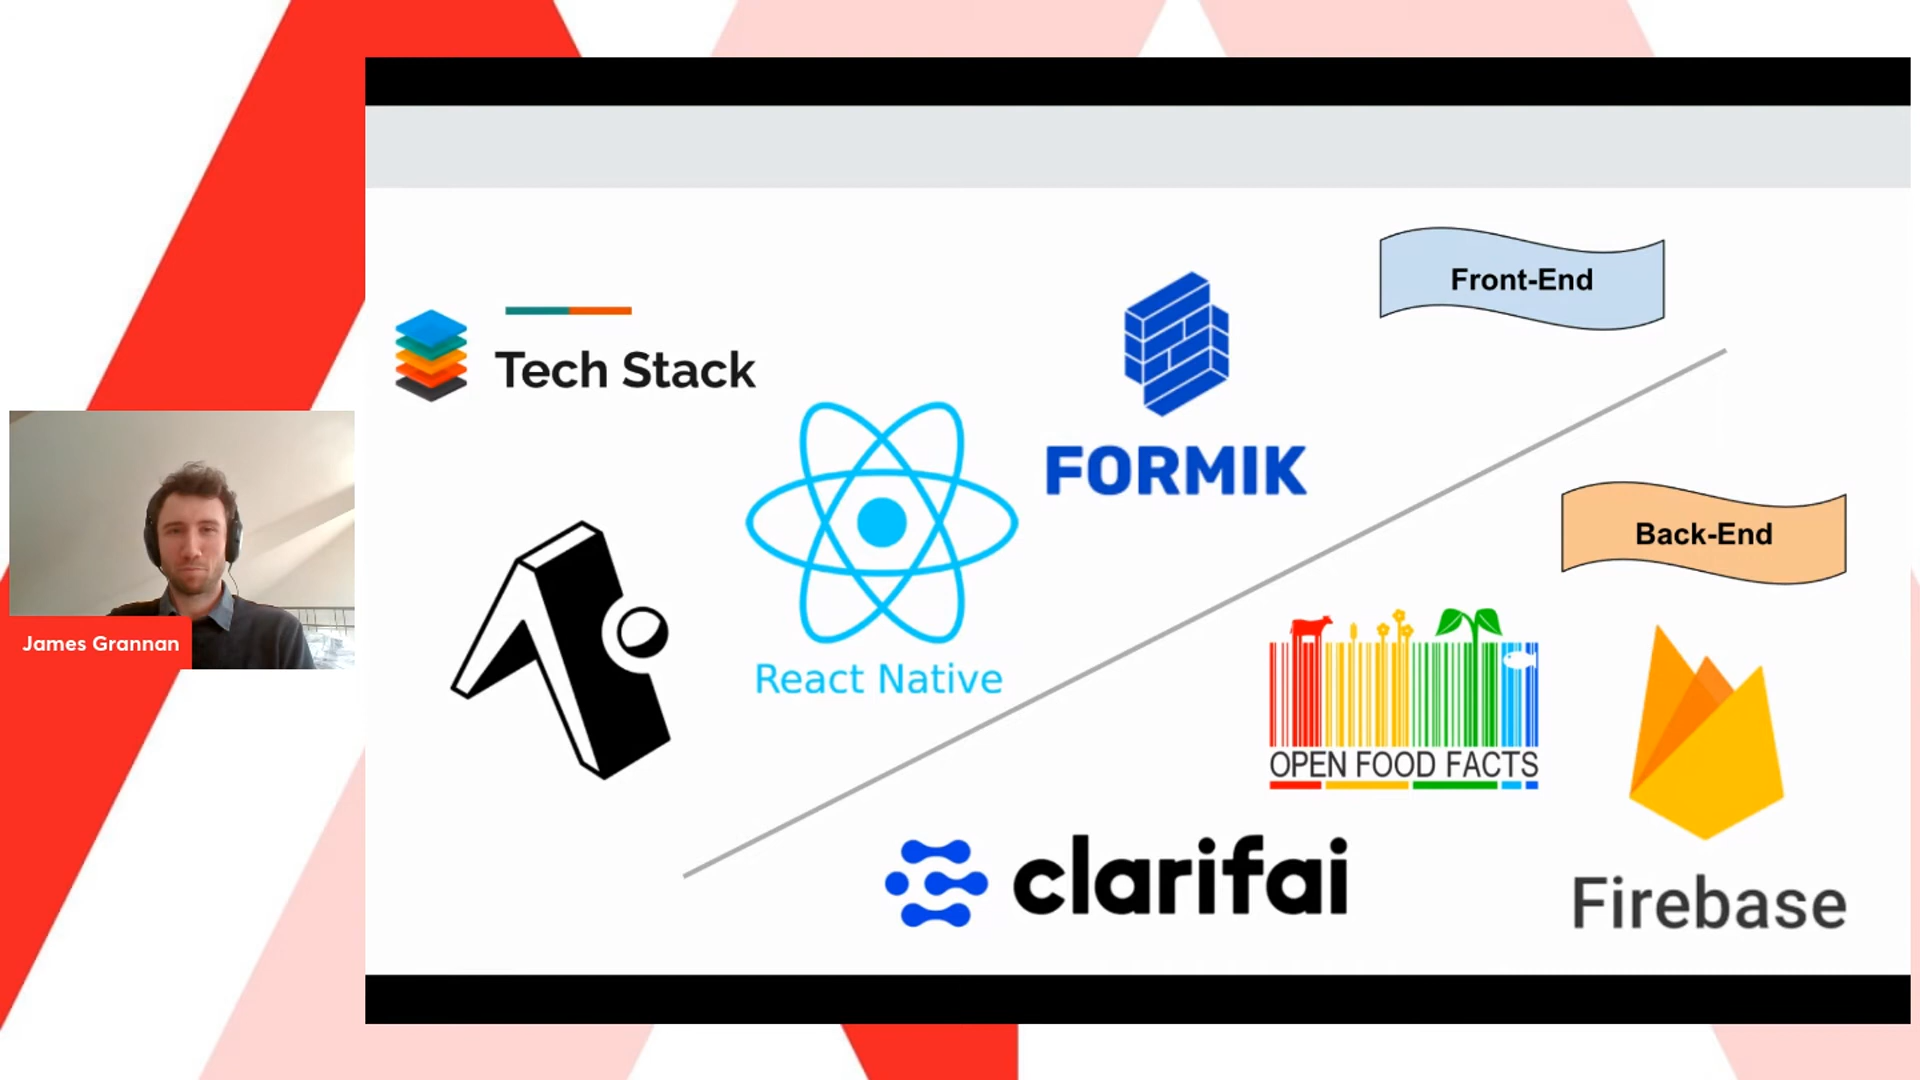 Front-End
Tech Stack
FORMIK
Back-End
James Grannan
React Native
OPEN FOOD FACTS
clarifai
Firebase